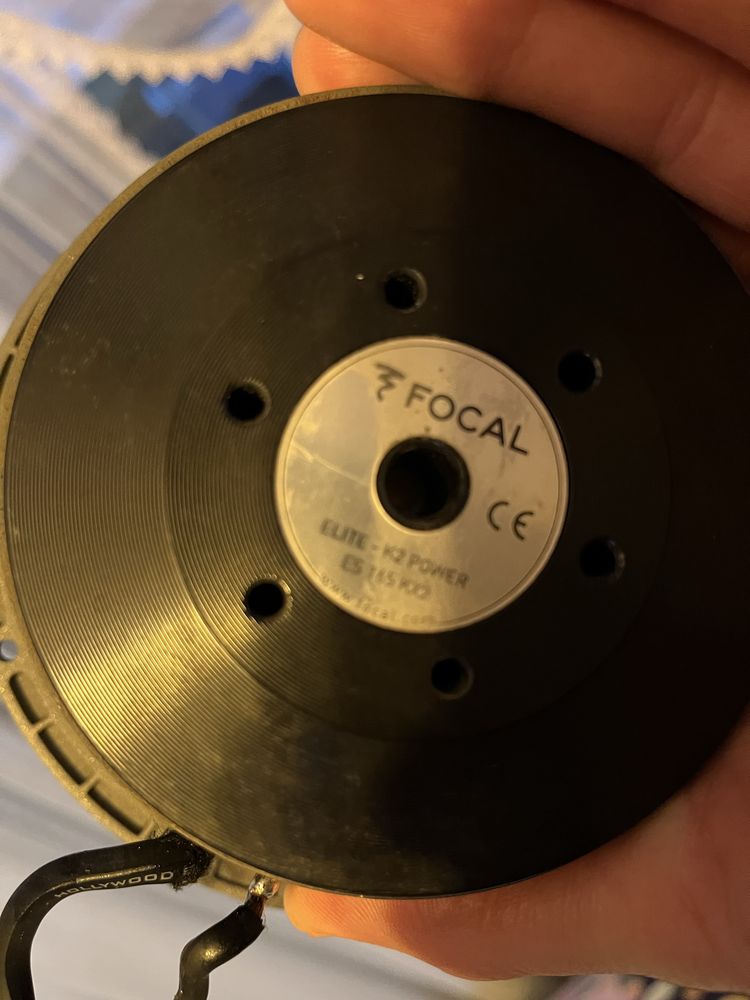 FOCAL
CE
ELITE - K2 POWER
ES 165 KX2
www.focal.com
HOLLYWOOD